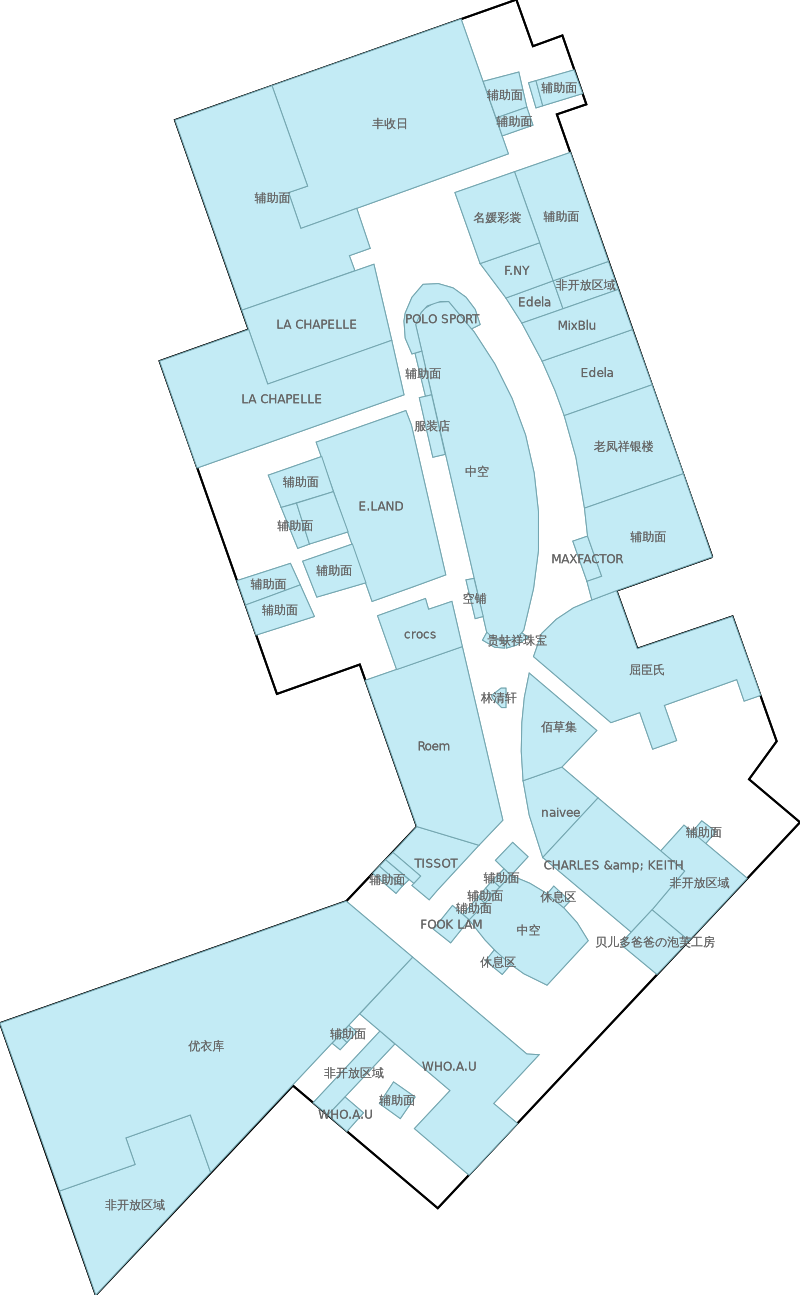 辅助面
辅助面
辅助面
丰收日
辅助面
名媛彩裳
辅助面
F.NY
非开放区域
Edela
POLO SPORT
LA CHAPELLE
MixBlu
辅助面
Edela
LA CHAPELLE
服装店
老凤祥银楼
中空
辅助面
E.LAND
辅助面
辅助面
MAXFACTOR
辅助面
辅助面
空铺
辅助面
crocs
贵妹祥珠宝
屈臣氏
林清轩
佰草集
Roem
naivee
辅助面
TISSOT
CHARLES &amp; KEITH
辅助面
辅助面
非开放区域
辅助面
休息区
辅助面
FOOK LAM
中空
贝儿多爸爸の泡芙工房
休息区
辅助面
优衣库
WHO.A.U
非开放区域
辅助面
WHO.A.U
非开放区域